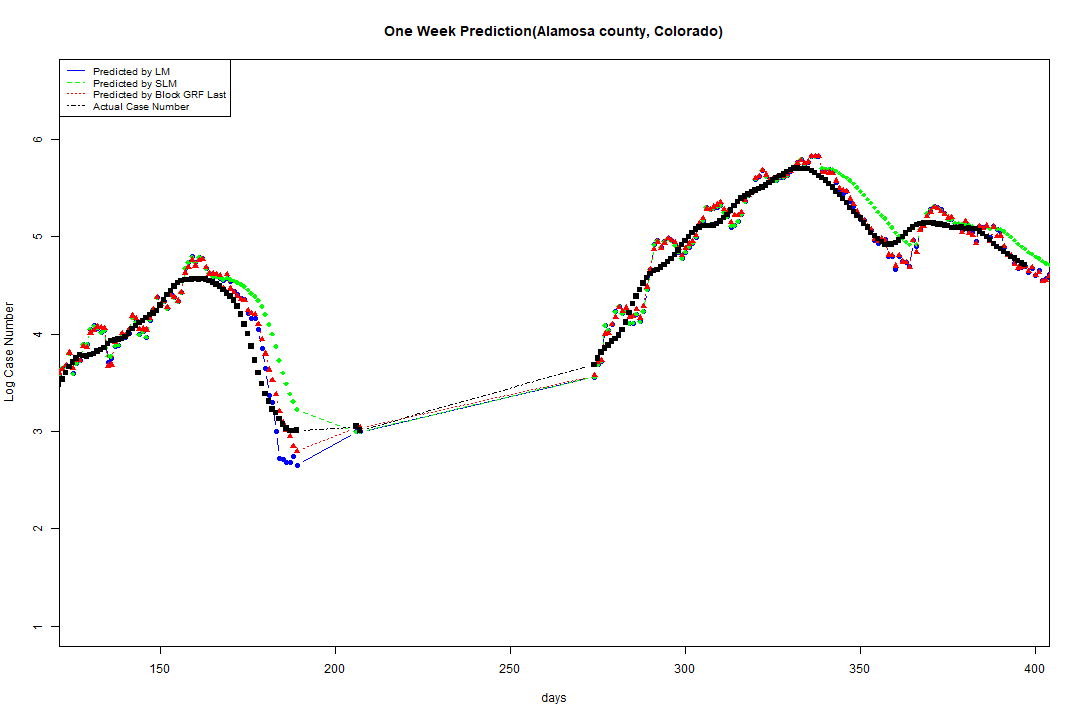 One Week Prediction(Alamosa county, Colorado)
Predicted by LM
Predicted by SLM
Predicted by Block GRF Last
Actual Case Number
Log Case Number
6
5
4
3
2
1
150 200 250 300 350 400
days